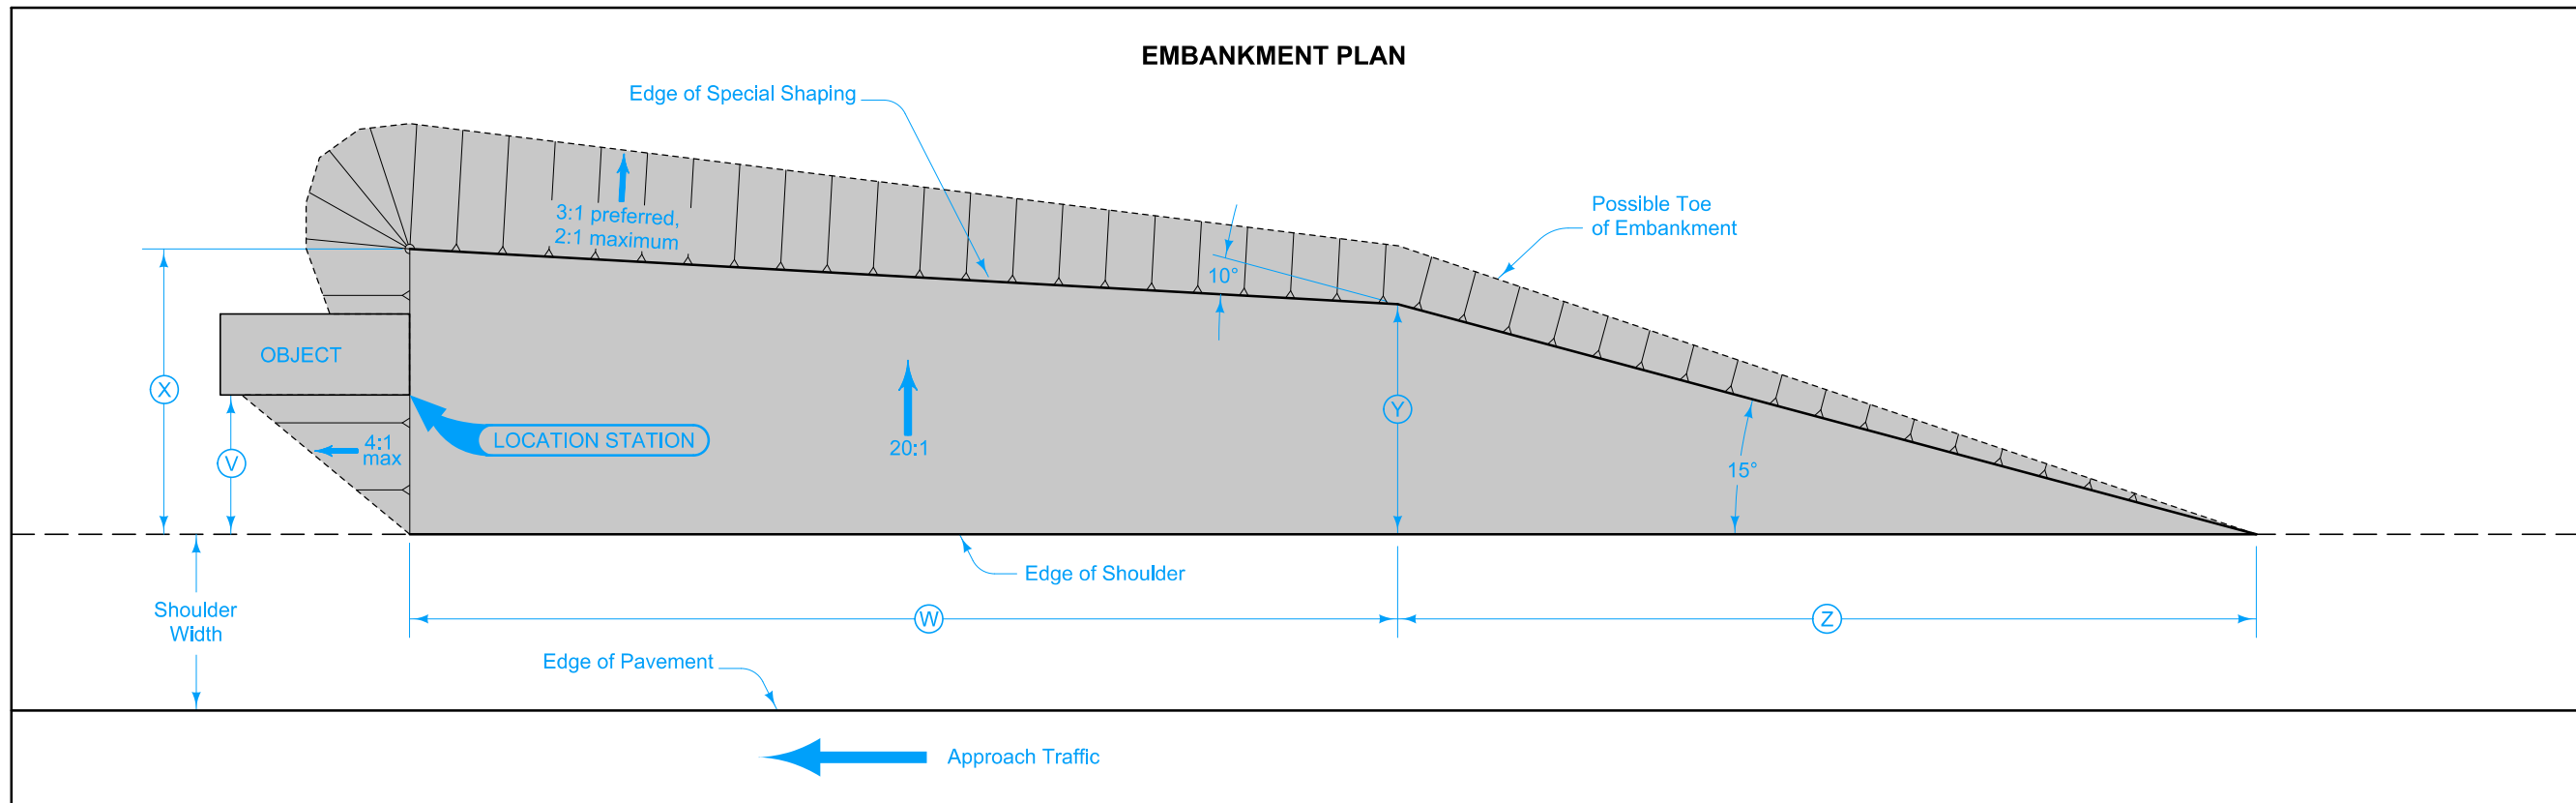 EMBANKMENT PLAN
Edge of Special Shaping
3:1 preferred,
2:1 maximum
Possible Toe
of Embankment
10°
OBJECT
X
Y
LOCATION STATION
20:1
4:1
max
V
15°
Edge of Shoulder
Shoulder
Width
W
Z
Edge of Pavement
Approach Traffic